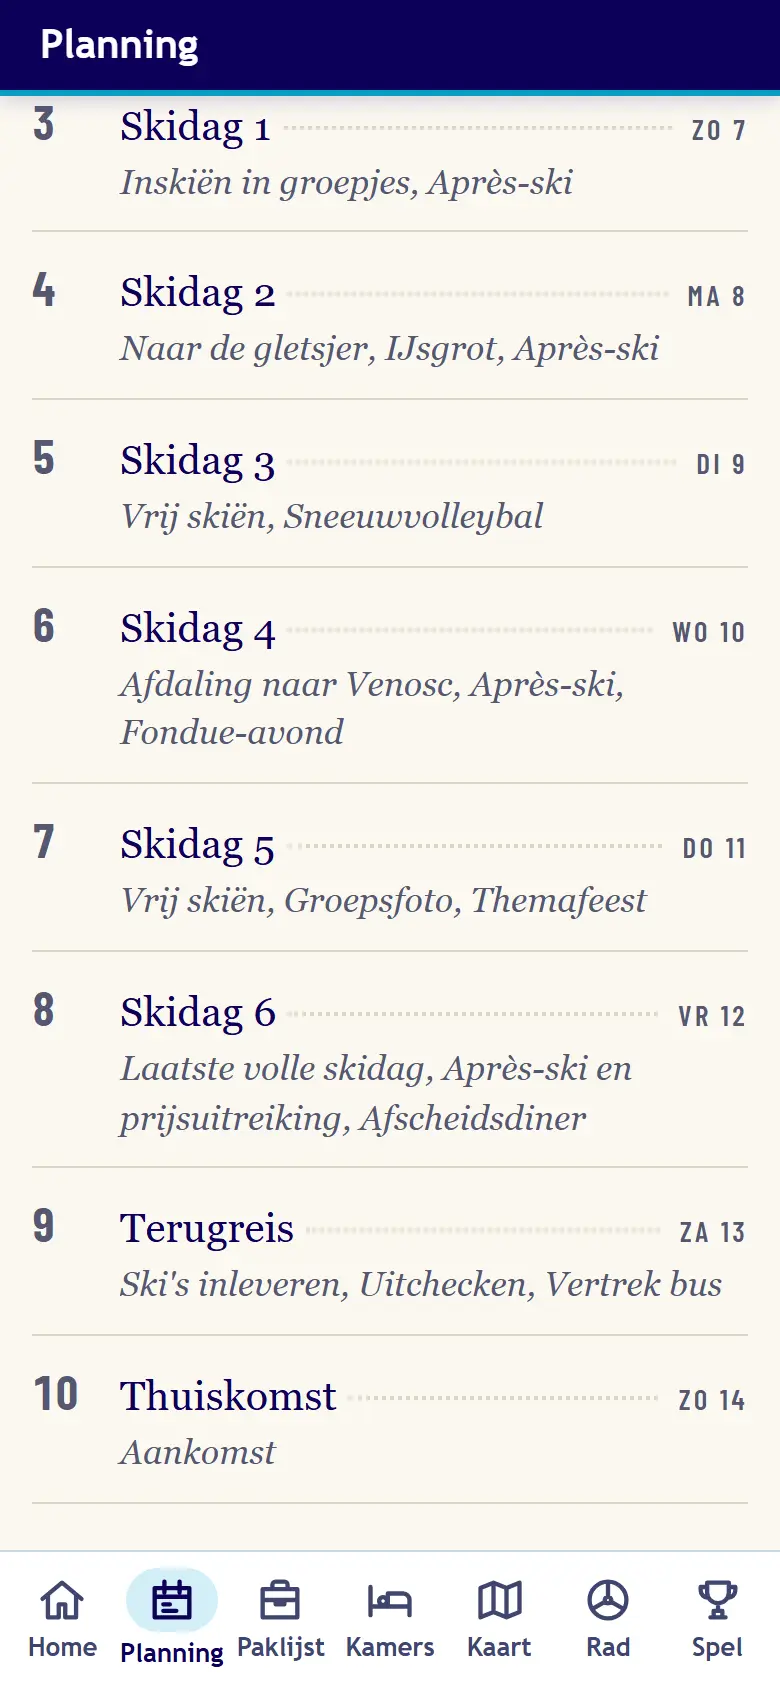 Planning
3 Skidag 1 ZO 7
Inskiën in groepjes, Après-ski
4 Skidag 2 MA 8
Naar de gletsjer, IJsgrot, Après-ski
5 Skidag 3 DI 9
Vrij skiën, Sneeuwvolleybal
6 Skidag 4 WO 10
Afdaling naar Venosc, Après-ski,
Fondue-avond
7 Skidag 5 DO 11
Vrij skiën, Groepsfoto, Themafeest
8 Skidag 6 VR 12
Laatste volle skidag, Après-ski en
prijsuitreiking, Afscheidsdiner
9 Terugreis ZA 13
Ski's inleveren, Uitchecken, Vertrek bus
10 Thuiskomst ZO 14
Aankomst
Home Planning Paklijst Kamers Kaart Rad Spel